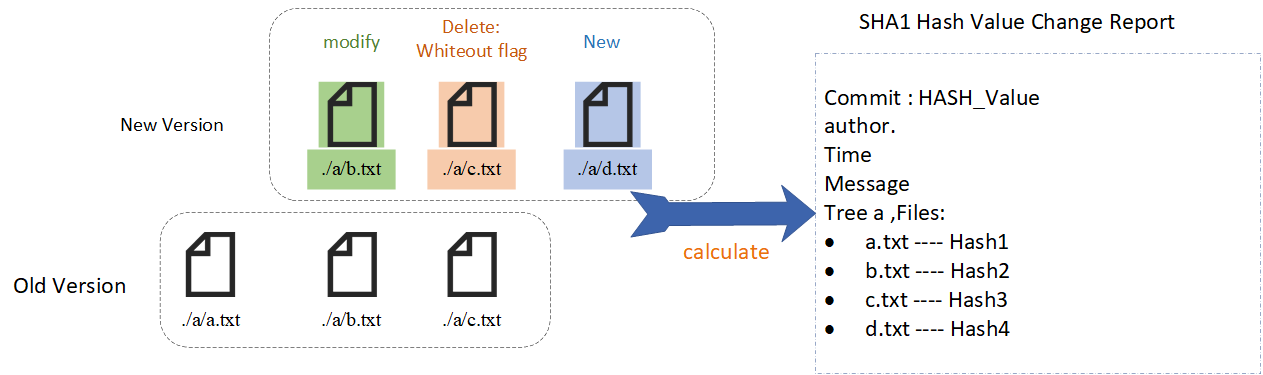 SHA1 Hash Value Change Report
modify
Delete:
Whiteout flag
New
New Version
./a/b.txt
./a/c.txt
./a/d.txt
calculate
Old Version
./a/a.txt
./a/b.txt
./a/c.txt
Commit : HASH_Value
author.
Time
Message
Tree a ,Files:
• a.txt ---- Hash1
• b.txt ---- Hash2
• c.txt ---- Hash3
• d.txt ---- Hash4